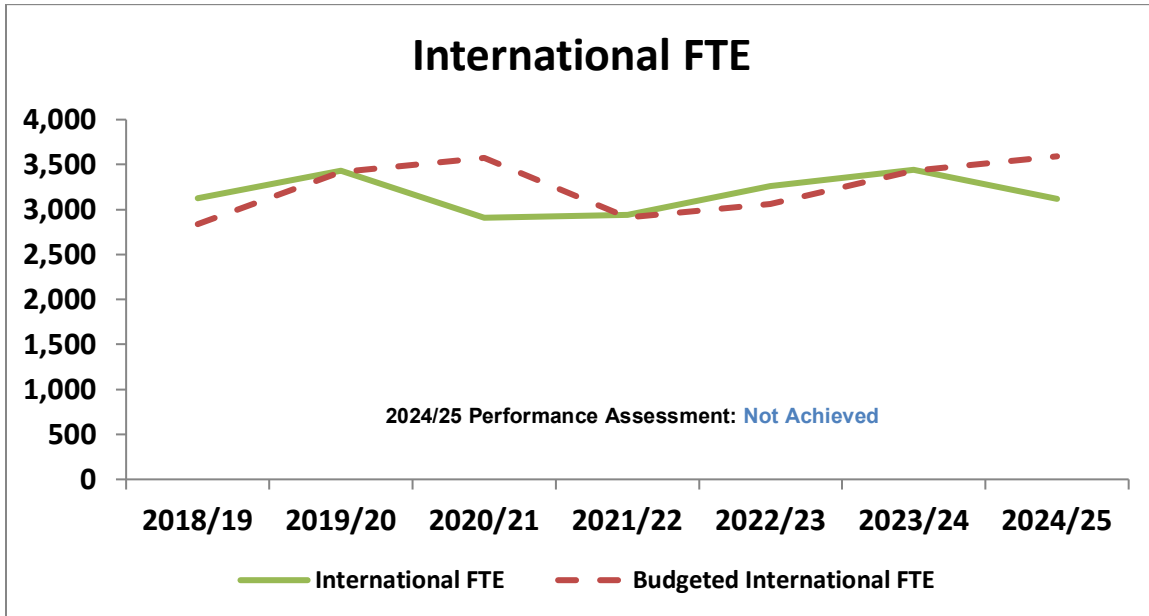 International FTE
4,000
3,500
3,000
2,500
2,000
1,500
1,000
500
0
2024/25 Performance Assessment: Not Achieved
2018/19 2019/20 2020/21 2021/22 2022/23 2023/24 2024/25
International FTE Budgeted International FTE